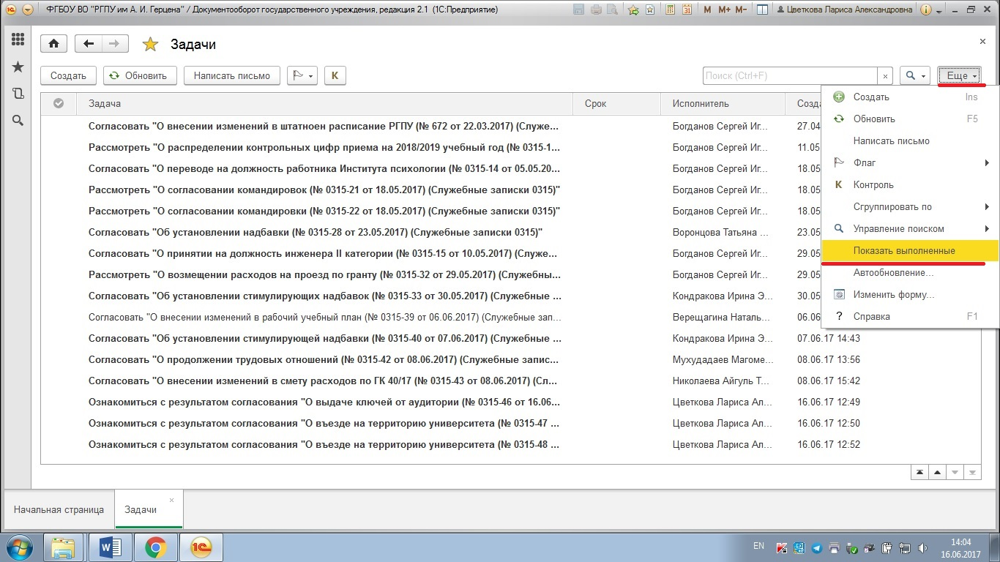 ФГБОУ ВО "РГПУ им А. И. Герцена" / Документооборот государственного учреждения, редакция 2.1 (1С:Предприятие)
M M+ M- Цветкова Лариса Александровна
Задачи
Создать Обновить Написать письмо К Поиск (Ctrl+F) Еще
Задача Срок Исполнитель Созд
Согласовать "О внесении изменений в штатноен расписание РГПУ (№ 672 от 22.03.2017) (Служе... Богданов Сергей Иг... 27.04
Рассмотреть "О распределении контрольных цифр приема на 2018/2019 учебный год (№ 0315-1... Богданов Сергей Иг... 11.05
Согласовать "О переводе на должность работника Института психологии (№ 0315-14 от 05.05.20... Богданов Сергей Иг... 18.05
Рассмотреть "О согласовании командировок (№ 0315-21 от 18.05.2017) (Служебные записки 0315)" Богданов Сергей Иг... 18.05
Рассмотреть "О согласовании командировки (№ 0315-22 от 18.05.2017) (Служебные записки 0315)" Богданов Сергей Иг... 18.05
Согласовать "Об установлении надбавки (№ 0315-28 от 23.05.2017) (Служебные записки 0315)" Воронцова Татьяна ... 23.05
Согласовать "О принятии на должность инженера II категории (№ 0315-15 от 10.05.2017) (Служе... Богданов Сергей Иг... 29.05
Рассмотреть "О возмещении расходов на проезд по гранту (№ 0315-32 от 29.05.2017) (Служебны... Богданов Сергей Иг... 29.05
Согласовать "Об установлении стимулирующих надбавок (№ 0315-33 от 30.05.2017) (Служебные ... Кондракова Ирина Э... 30.05
Согласовать "О внесении изменений в рабочий учебный план (№ 0315-39 от 06.06.2017) (Служебные зап... Верещагина Наталь... 06.06
Согласовать "Об установлении стимулирующей надбавки (№ 0315-40 от 07.06.2017) (Служебные ... Кондракова Ирина Э... 07.06.17 14:43
Согласовать "О продолжении трудовых отношений (№ 0315-42 от 08.06.2017) (Служебные запис... Мухудадаев Магоме... 08.06.17 13:56
Согласовать "О внесении изменений в смету расходов по ГК 40/17 (№ 0315-43 от 08.06.2017) (Сл... Николаева Айгуль Т... 08.06.17 15:42
Ознакомиться с результатом согласования "О выдаче ключей от аудитории (№ 0315-46 от 16.06... Цветкова Лариса Ал... 16.06.17 12:49
Ознакомиться с результатом согласования "О въезде на территорию университета (№ 0315-47 ... Цветкова Лариса Ал... 16.06.17 12:50
Ознакомиться с результатом согласования "О въезде на территорию университета (№ 0315-48 ... Цветкова Лариса Ал... 16.06.17 12:52
Создать Ins
Обновить F5
Написать письмо
Флаг
К Контроль
Сгруппировать по
Управление поиском
Показать выполненные
Автообновление...
Изменить форму...
? Справка F1
Начальная страница Задачи
EN 14:04
16.06.2017